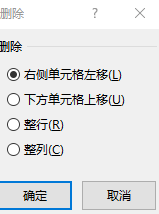 删除 ? ×
删除
右侧单元格左移(L)
下方单元格上移(U)
整行(R)
整列(C)
确定 取消